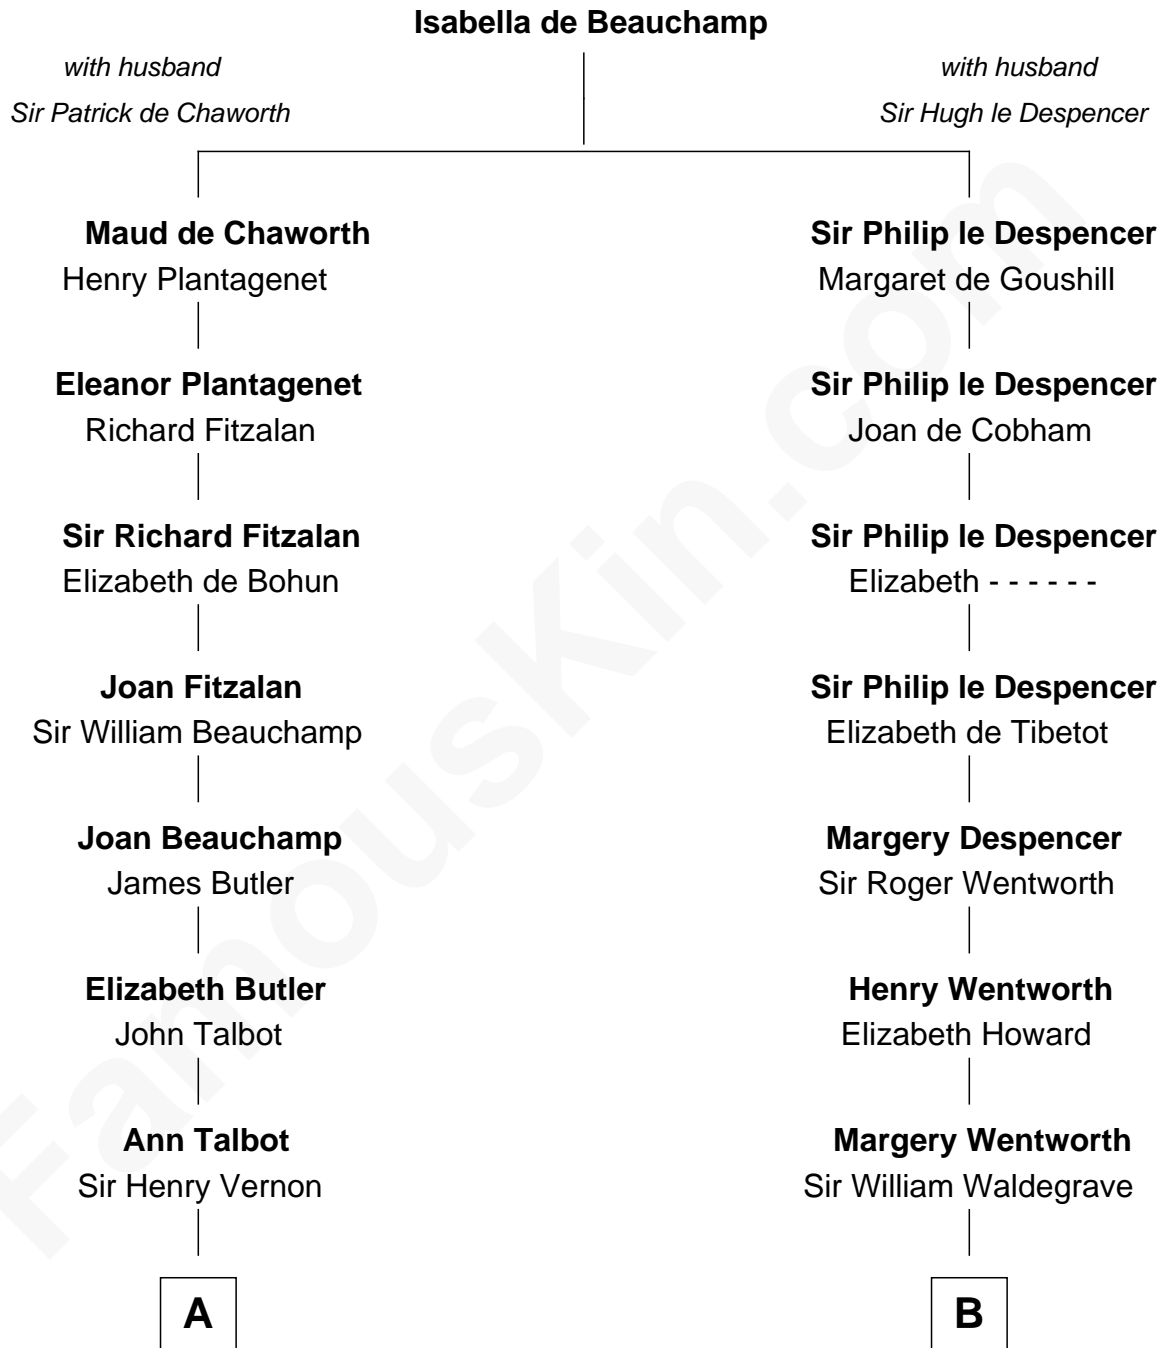 Isabella de Beauchamp
with husband
Sir Patrick de Chaworth
with husband
Sir Hugh le Despencer
Maud de Chaworth
Henry Plantagenet
Sir Philip le Despencer
Margaret de Goushill
Eleanor Plantagenet
Richard Fitzalan
Sir Philip le Despencer
Joan de Cobham
Sir Richard Fitzalan
Elizabeth de Bohun
Sir Philip le Despencer
Elizabeth - - - - - -
Joan Fitzalan
Sir William Beauchamp
Sir Philip le Despencer
Elizabeth de Tibetot
Joan Beauchamp
James Butler
Margery Despencer
Sir Roger Wentworth
Elizabeth Butler
John Talbot
Henry Wentworth
Elizabeth Howard
Ann Talbot
Sir Henry Vernon
Margery Wentworth
Sir William Waldegrave
A
B
FamousKin.com